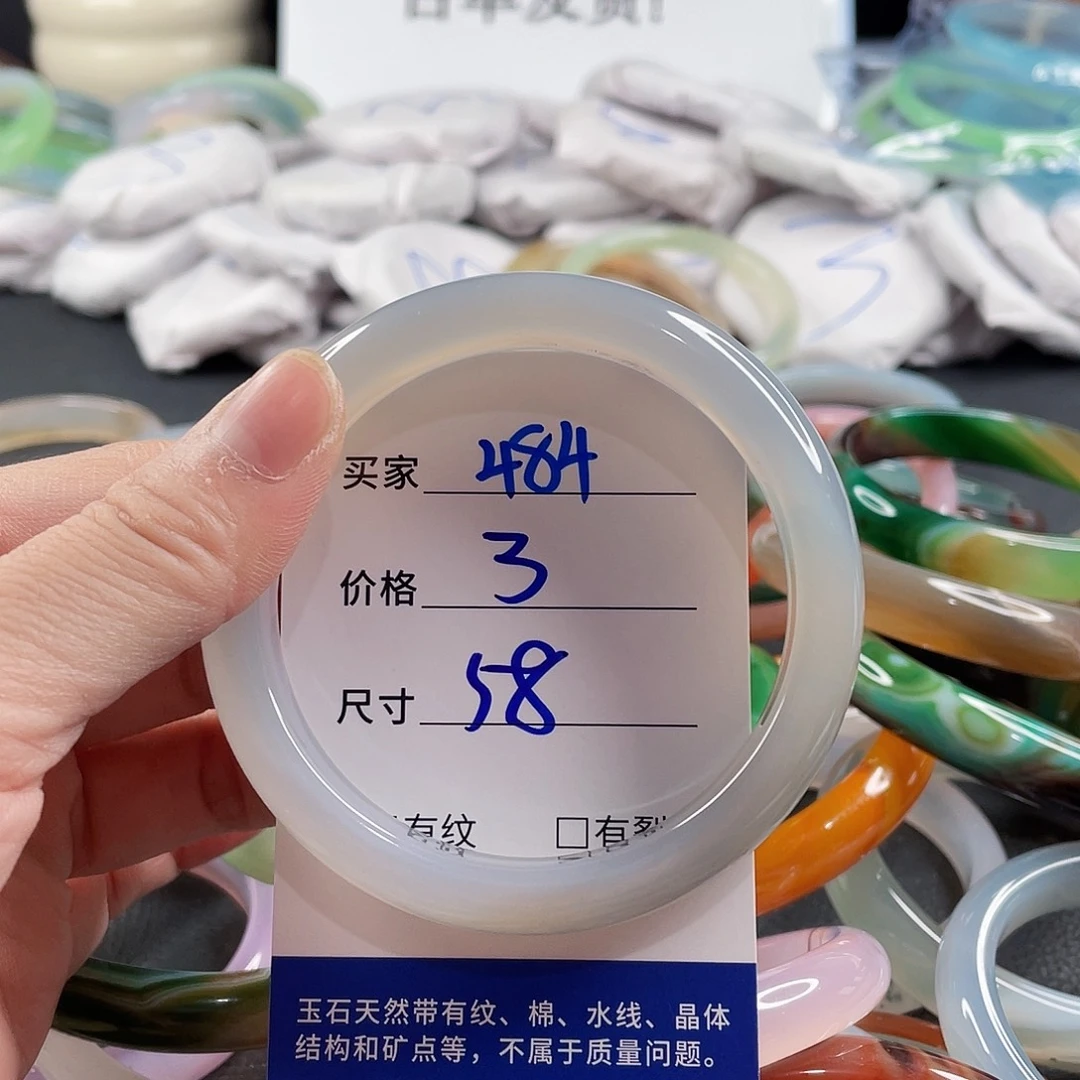 买家 484
价格 3
尺寸 58
有纹 □有裂
玉石天然带有纹、棉、水线、晶体
结构和矿点等，不属于质量问题。
3